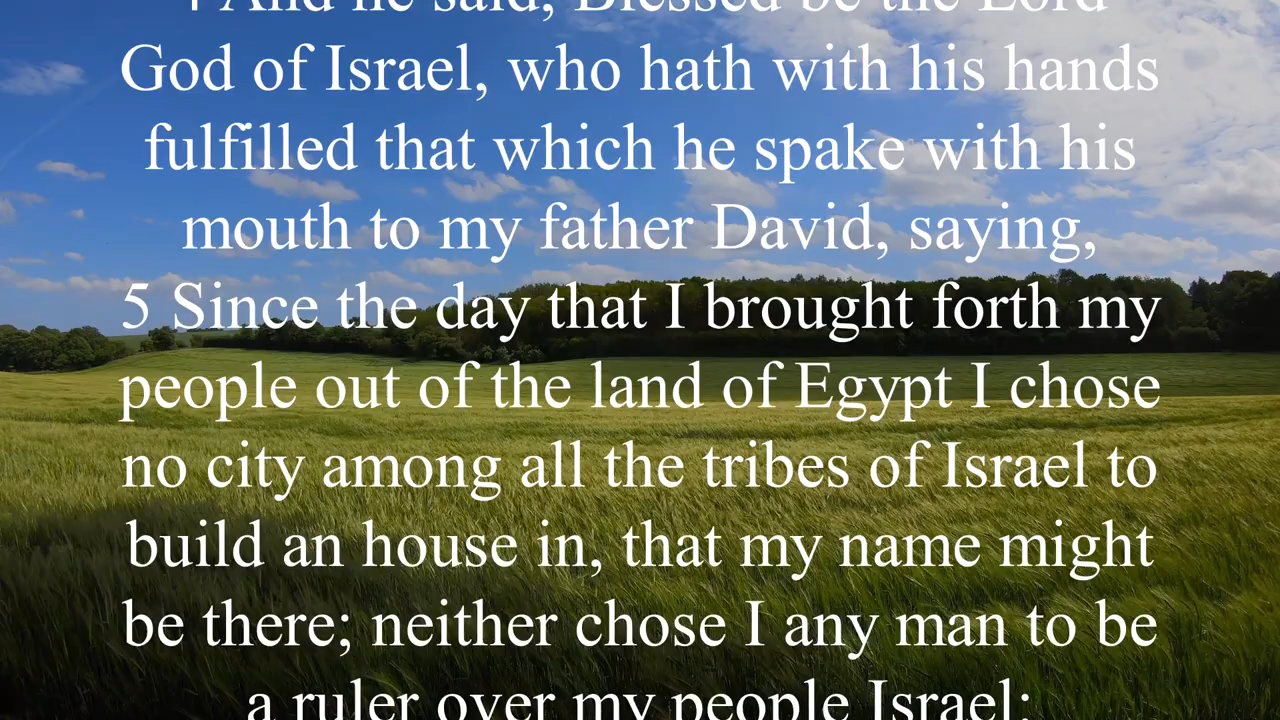 4 And he said, Blessed be the Lord
God of Israel, who hath with his hands
fulfilled that which he spake with his
mouth to my father David, saying,
5 Since the day that I brought forth my
people out of the land of Egypt I chose
no city among all the tribes of Israel to
build an house in, that my name might
be there; neither chose I any man to be
a ruler over my people Israel: